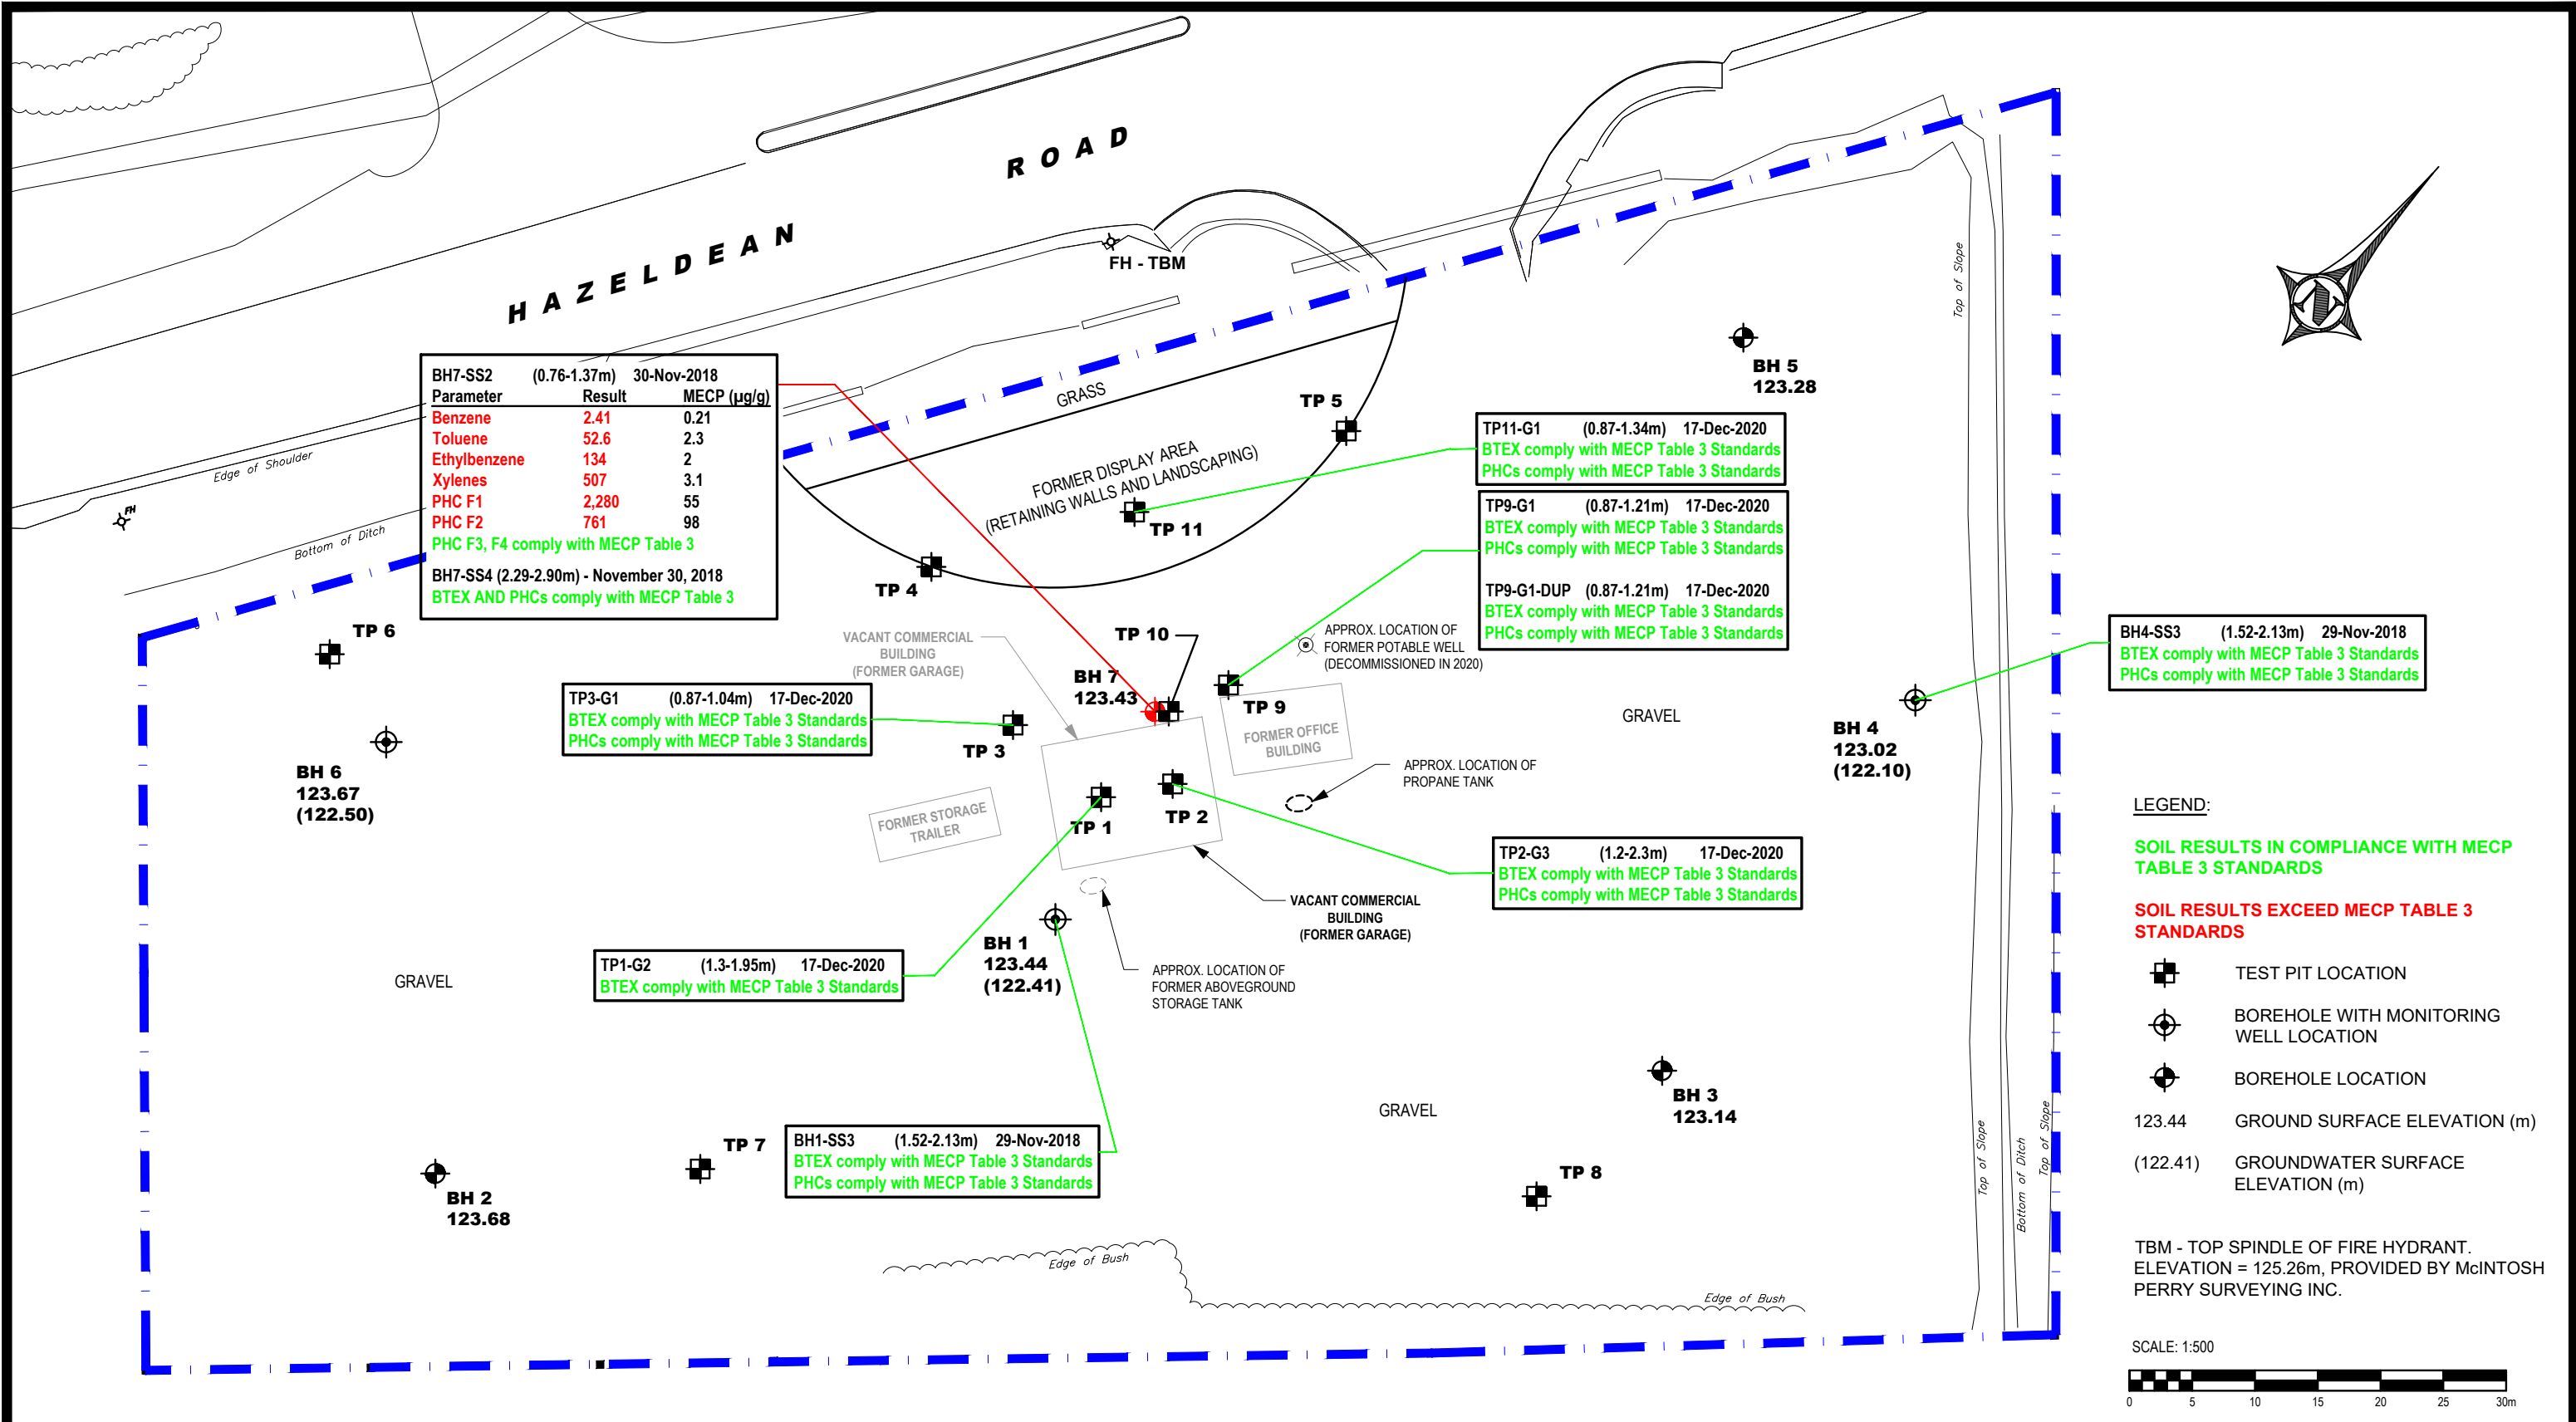 HAZELDEAN ROAD
FH - TBM
BH7-SS2 (0.76-1.37m) 30-Nov-2018
Parameter Result MECP (µg/g)
Benzene 2.41 0.21
Toluene 52.6 2.3
Ethylbenzene 134 2
Xylenes 507 3.1
PHC F1 2,280 55
PHC F2 761 98
PHC F3, F4 comply with MECP Table 3
BH7-SS4 (2.29-2.90m) - November 30, 2018
BTEX AND PHCs comply with MECP Table 3
Edge of Shoulder
FH
Bottom of Ditch
GRASS
FORMER DISPLAY AREA
(RETAINING WALLS AND LANDSCAPING)
TP 5
TP 11
TP 4
BH 5
123.28
Top of Slope
TP11-G1 (0.87-1.34m) 17-Dec-2020
BTEX comply with MECP Table 3 Standards
PHCs comply with MECP Table 3 Standards
TP9-G1 (0.87-1.21m) 17-Dec-2020
BTEX comply with MECP Table 3 Standards
PHCs comply with MECP Table 3 Standards
TP9-G1-DUP (0.87-1.21m) 17-Dec-2020
BTEX comply with MECP Table 3 Standards
PHCs comply with MECP Table 3 Standards
TP 6
BH 6
123.67
(122.50)
VACANT COMMERCIAL
BUILDING
(FORMER GARAGE)
TP 10
BH 7
123.43
APPROX. LOCATION OF
FORMER POTABLE WELL
(DECOMMISSIONED IN 2020)
TP 9
FORMER OFFICE
BUILDING
TP3-G1 (0.87-1.04m) 17-Dec-2020
BTEX comply with MECP Table 3 Standards
PHCs comply with MECP Table 3 Standards
TP 3
GRAVEL
BH 4
123.02
(122.10)
BH4-SS3 (1.52-2.13m) 29-Nov-2018
BTEX comply with MECP Table 3 Standards
PHCs comply with MECP Table 3 Standards
APPROX. LOCATION OF
PROPANE TANK
FORMER STORAGE
TRAILER
TP 1
TP 2
TP2-G3 (1.2-2.3m) 17-Dec-2020
BTEX comply with MECP Table 3 Standards
PHCs comply with MECP Table 3 Standards
VACANT COMMERCIAL
BUILDING
(FORMER GARAGE)
BH 1
123.44
(122.41)
APPROX. LOCATION OF
FORMER ABOVEGROUND
STORAGE TANK
TP1-G2 (1.3-1.95m) 17-Dec-2020
BTEX comply with MECP Table 3 Standards
GRAVEL
BH 3
123.14
GRAVEL
TP 7
BH1-SS3 (1.52-2.13m) 29-Nov-2018
BTEX comply with MECP Table 3 Standards
PHCs comply with MECP Table 3 Standards
BH 2
123.68
TP 8
Edge of Bush
Edge of Bush
Top of Slope
Bottom of Ditch
Top of Slope
LEGEND:
SOIL RESULTS IN COMPLIANCE WITH MECP
TABLE 3 STANDARDS
SOIL RESULTS EXCEED MECP TABLE 3
STANDARDS
TEST PIT LOCATION
BOREHOLE WITH MONITORING
WELL LOCATION
BOREHOLE LOCATION
123.44 GROUND SURFACE ELEVATION (m)
(122.41) GROUNDWATER SURFACE
ELEVATION (m)
TBM - TOP SPINDLE OF FIRE HYDRANT.
ELEVATION = 125.26m, PROVIDED BY McINTOSH
PERRY SURVEYING INC.
SCALE: 1:500
0 5 10 15 20 25 30m